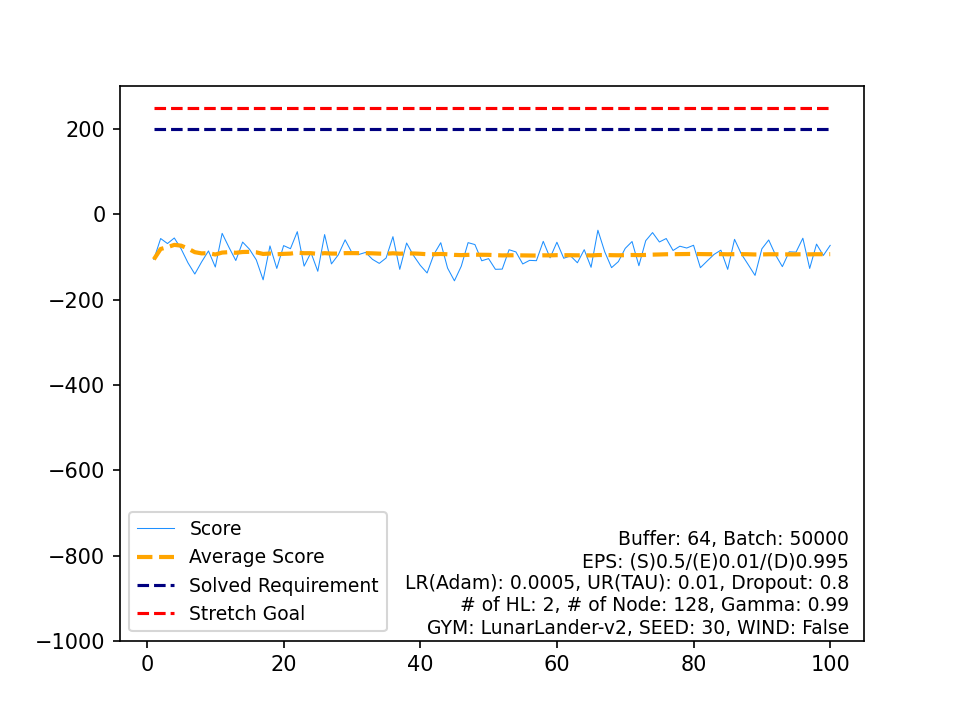 200
0
−200
−400
−600
−800
−1000
0
20
40
60
80
100
Score
Average Score
Solved Requirement
Stretch Goal
Buffer: 64, Batch: 50000
EPS: (S)0.5/(E)0.01/(D)0.995
LR(Adam): 0.0005, UR(TAU): 0.01, Dropout: 0.8
# of HL: 2, # of Node: 128, Gamma: 0.99
GYM: LunarLander-v2, SEED: 30, WIND: False